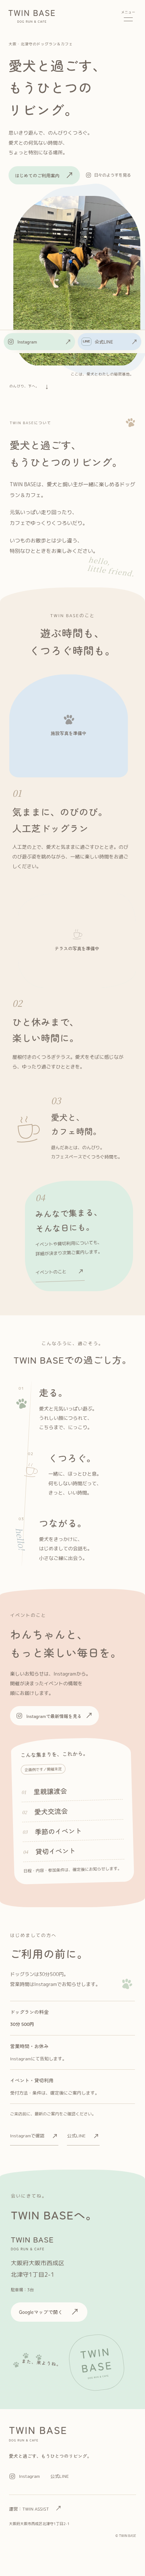 TWIN BASE
DOG RUN & CAFE
メニュー
大阪・北津守のドッグラン&カフェ
愛犬と過ごす、
もうひとつの
リビング。
思いきり遊んで、のんびりくつろぐ。
愛犬との何気ない時間が、
ちょっと特別になる場所。
はじめてのご利用案内
日々のようすを見る
Instagram
LINE 公式LINE
ここは、愛犬とわたしの居間會所。
のんびり、下へ。
TWIN BASEについて
愛犬と過ごす、
もうひとつのリビング。
TWIN BASEは、愛犬と飼い主が一緒に楽しめるドッグ
ラン&カフェ。
元気いっぱい走り回ったり、
カフェでゆっくりくつろいだり。
いつものお散歩とは少し違う、
特別なひとときをお楽しみください。
hello,
little friend.
TWIN BASEのこと
遊ぶ時間も、
くつろぐ時間も。
施設写真を準備中
01
気ままに、のびのび。
人工芝ドッグラン
人工芝の上で、愛犬と気ままに過ごすひととき。のび
のび遊ぶ姿を眺めながら、一緒に楽しい時間をお過ご
しください。
テラスの写真を準備中
02
ひと休みまで、
楽しい時間に。
屋根付きのくつろぎテラス。愛犬をそばに感じなが
ら、ゆったり過ごすひとときを。
03
愛犬と、
カフェ時間。
遊んだあとは、のんびり。
カフェスペースでくつろぐ時間も。
04
みんなで集まる、
そんな日にも。
イベントや貸切利用についても、
詳細が決まり次第ご案内します。
イベントのこと
こんなふうに、過ごそう。
TWIN BASEでの過ごし方。
01
走る。
愛犬と元気いっぱい遊ぶ。
うれしい顔につられて、
こちらまで、にっこり。
02
くつろぐ。
一緒に、ほっとひと息。
何もしない時間だって、
きっと、いい時間。
03
hello!
つながる。
愛犬をきっかけに、
はじめましての会話も。
小さなご縁に出会う。
イベントのこと
わんちゃんと、
もっと楽しい毎日を。
楽しいお知らせは、Instagramから。
開催が決まったイベントの情報を
順にお届けします。
Instagramで最新情報を見る
こんな集まりを、これから。
01 里親譲渡会
02 愛犬交流会
03 季節のイベント
04 貸切イベント
日程・内容・参加条件は、確定後にお知らせします。
はじめましての方へ
ご利用の前に。
ドッグランは30分500円。
営業時間はInstagramでお知らせします。
ドッグランの料金
30分 500円
営業時間・お休み
Instagramにて告知します。
イベント・貸切利用
受付方法・条件は、確定後にご案内します。
ご来店前に、最新のご案内をご確認ください。
Instagramで確認
公式LINE
会いにきてね。
TWIN BASEへ。
TWIN BASE
DOG RUN & CAFE
大阪府大阪市西成区
北津守1丁目2-1
駐車場：1台
Googleマップで開く
また、来ようね。
TWIN
BASE
TWIN BASE
DOG RUN & CAFE
愛犬と過ごす、もうひとつのリビング。
Instagram
公式LINE
運営：TWIN ASSIST
大阪府大阪市西成区北津守1丁目2-1
© TWIN BASE